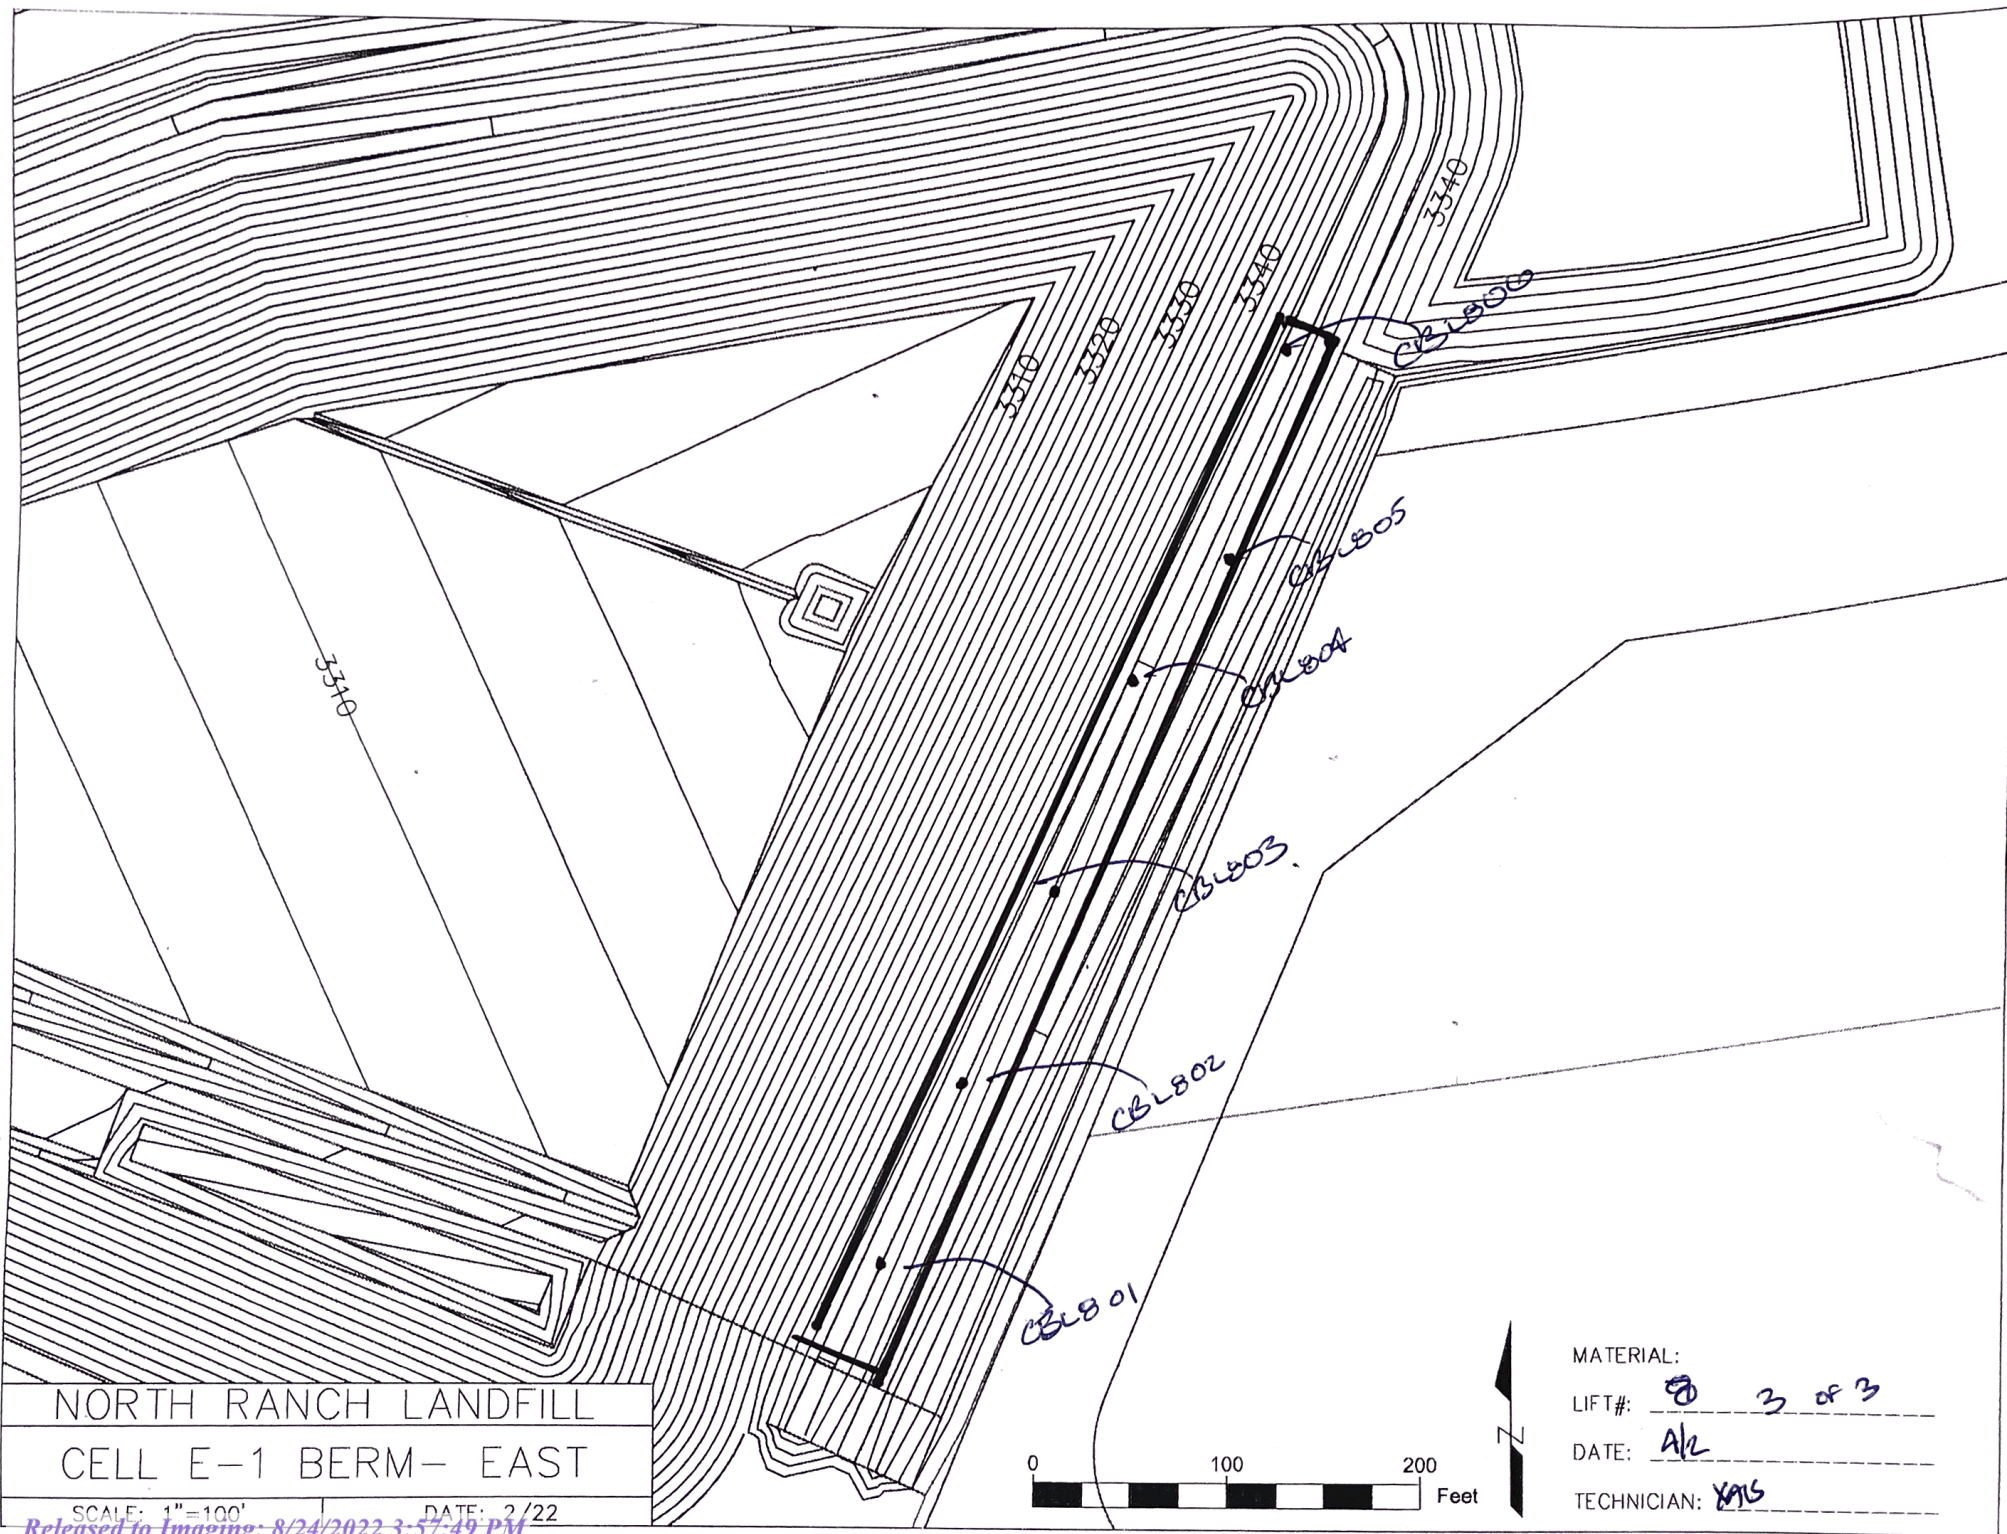 3340
3340
3330
3320
3310
CBL805
CBL804
3310
CBL803
CBL802
CBL801
NORTH RANCH LANDFILL
CELL E-1 BERM- EAST
SCALE: 1"=100' DATE: 2/22
Released to Imaging: 8/24/2022 3:57:49 PM
0 100 200 Feet
N
MATERIAL:
LIFT#: 8 3 OF 3
DATE:
TECHNICIAN: